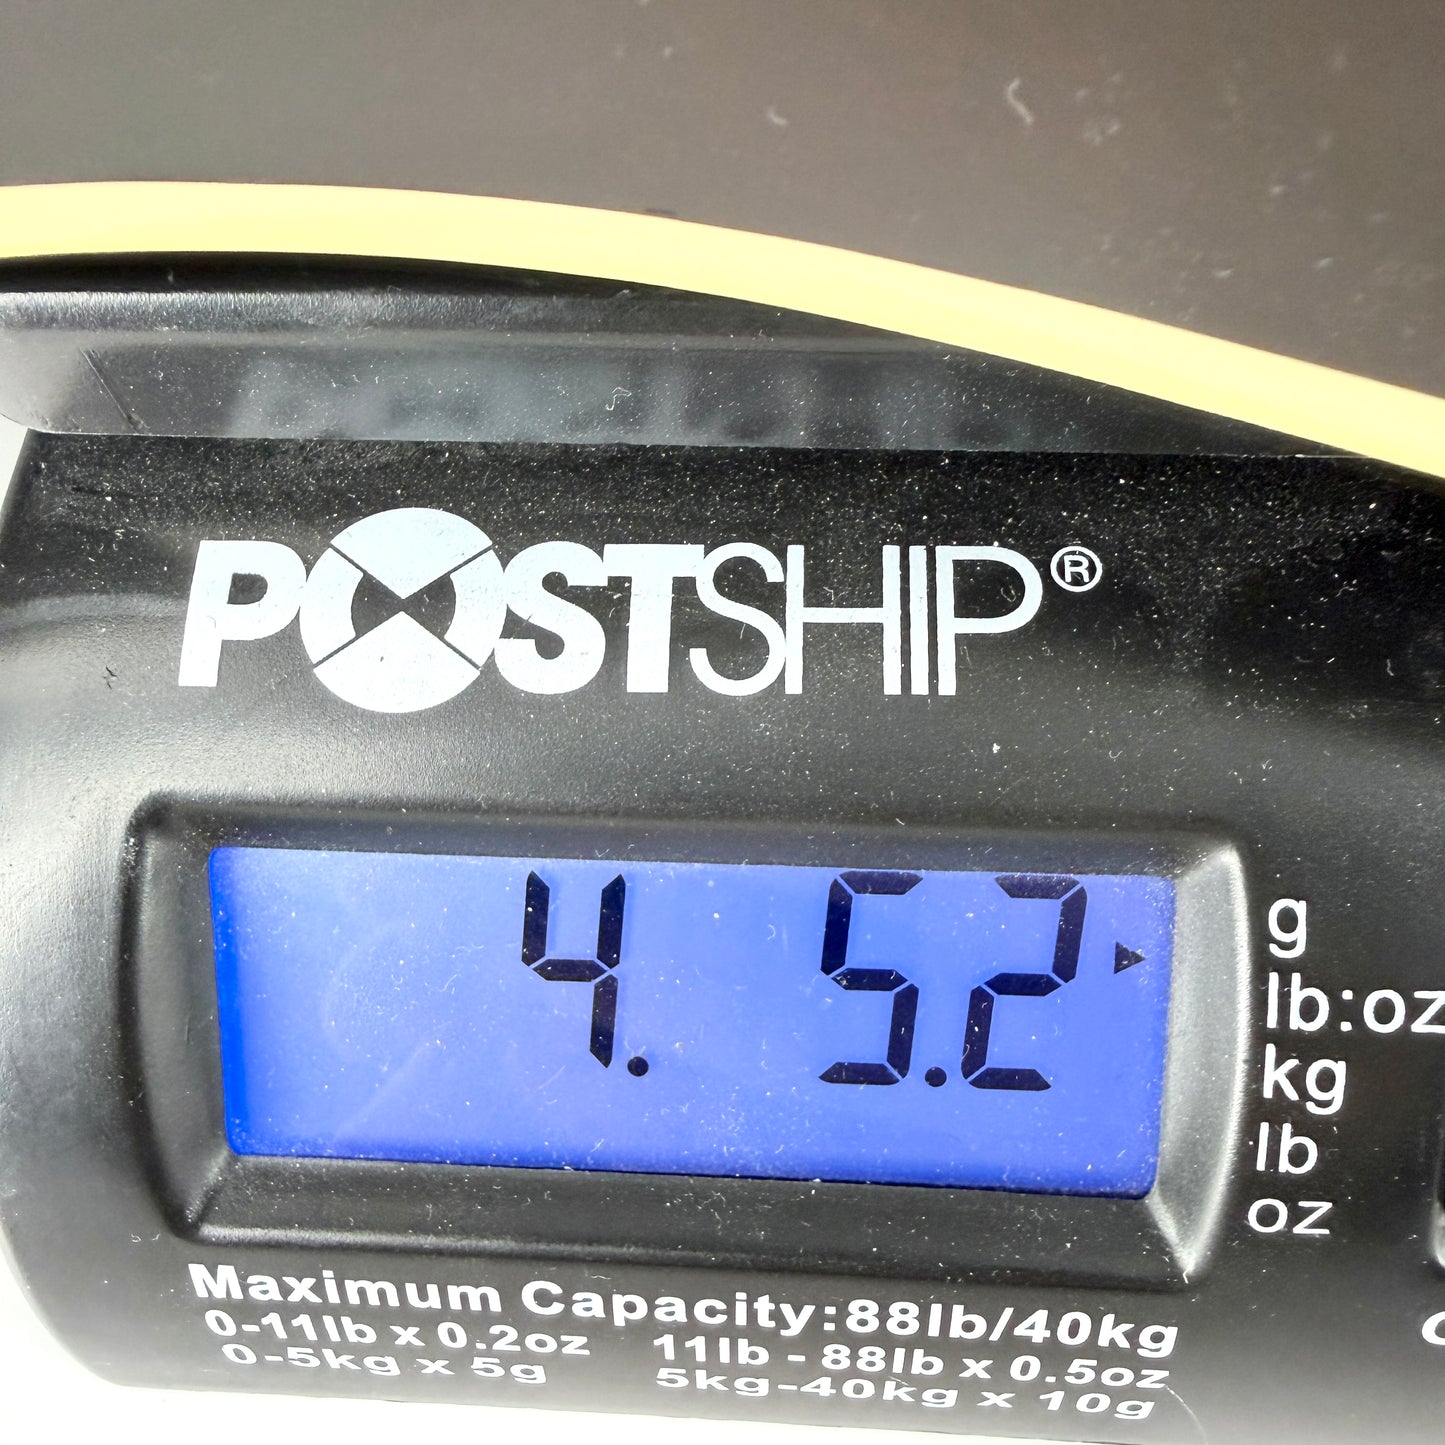 POSTSHIP®
4. 5.2
g
lb:oz
kg
lb
oz
Maximum Capacity:88lb/40kg
0-11lb x 0.2oz 11lb - 88lb x 0.5oz
0-5kg x 5g 5kg-40kg x 10g